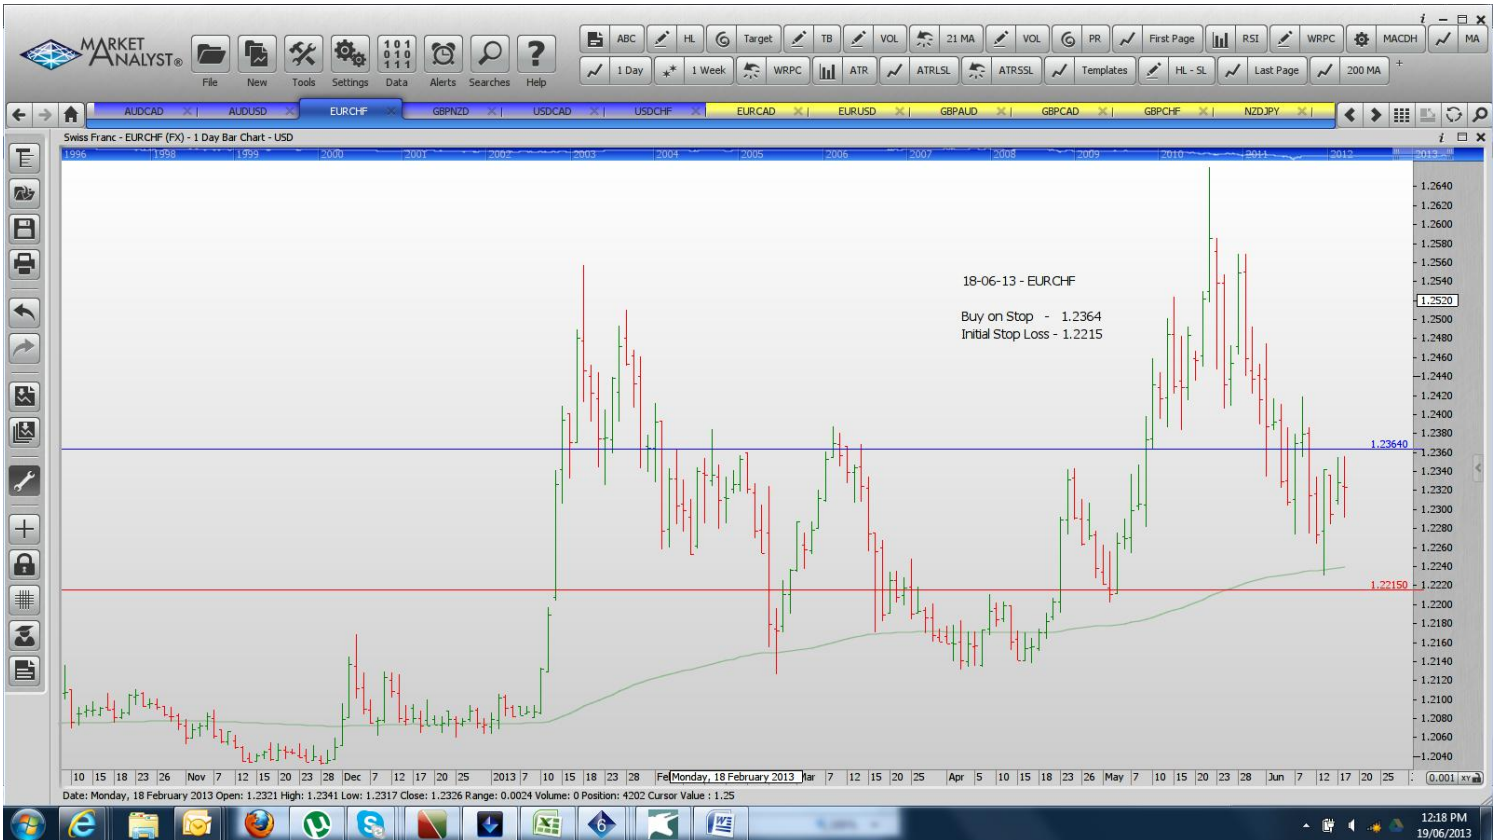 i
MARKET ANALYST®
File New Tools Settings Data Alerts Searches Help
101
010
111
ABC HL Target TB VOL 21 MA VOL PR First Page RSI WRPC MACDH MA
1 Day 1 Week WRPC ATR ATRLSL ATRSSL Templates HL - SL Last Page 200 MA +
AUDCAD AUDUSD EURCHF GBPNZD USDCAD USDCHF EURCAD EURUSD GBPAUD GBPCAD GBPCHF NZDJPY
Swiss Franc - EURCHF (FX) - 1 Day Bar Chart - USD
1996 1998 1999 2000 2001 2002 2003 2004 2005 2006 2007 2008 2009 2010 2011 2012 2013
1.2640
1.2620
1.2600
1.2580
1.2560
18-06-13 - EURCHF
1.2540
1.2520
Buy on Stop - 1.2364
1.2500
Initial Stop Loss - 1.2215
1.2480
1.2460
1.2440
1.2420
1.2400
1.2380
1.23640
1.2360
1.2340
1.2320
1.2300
1.2280
1.2260
1.2240
1.22150
1.2220
1.2200
1.2180
1.2160
1.2140
1.2120
1.2100
1.2080
1.2060
1.2040
10 15 18 23 26 Nov 7 12 15 20 23 28 Dec 7 12 17 20 25 2013 7 10 15 18 23 28 Monday, 18 February 2013 7 12 15 20 25 Apr 5 10 15 18 23 26 May 7 10 15 20 23 28 Jun 7 12 17 20 25 0.001 XY
Date: Monday, 18 February 2013 Open: 1.2321 High: 1.2341 Low: 1.2317 Close: 1.2326 Range: 0.0024 Volume: 0 Position: 4202 Cursor Value : 1.25
12:18 PM
19/06/2013